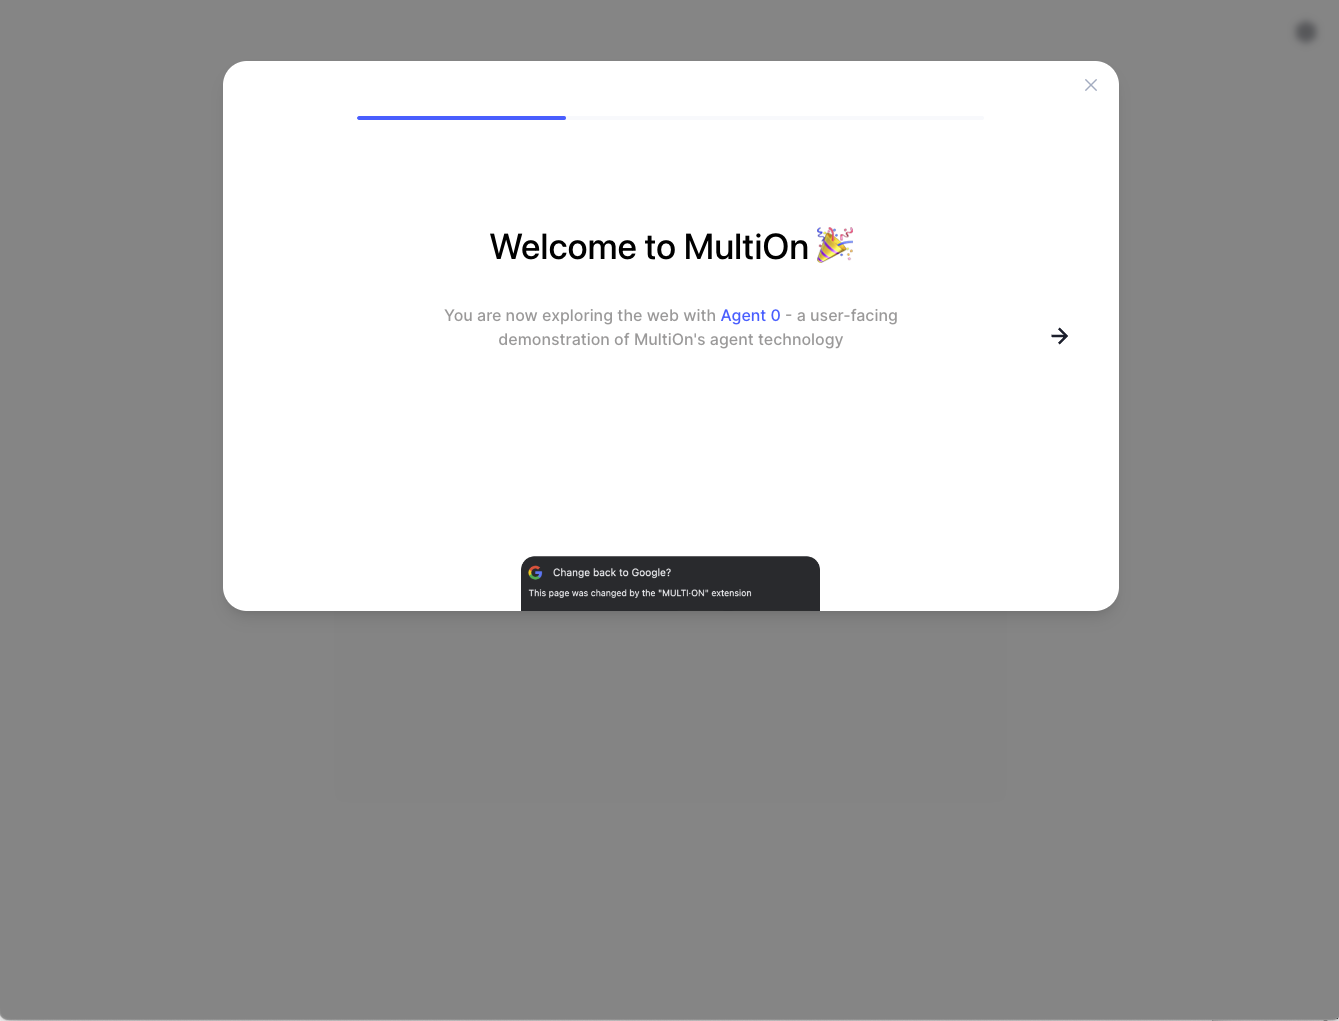 Welcome to MultiOn
You are now exploring the web with Agent 0 - a user-facing
demonstration of MultiOn's agent technology
Change back to Google?
This page was changed by the "MULTI·ON" extension